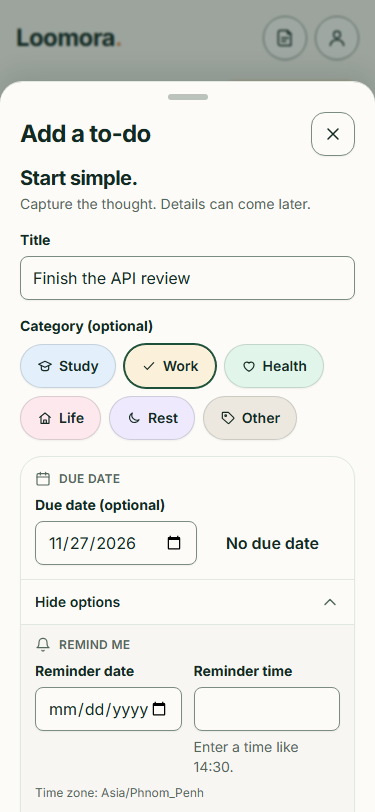 Loomora.
Add a to-do
Start simple.
Capture the thought. Details can come later.
Title
Finish the API review
Category (optional)
Study
Work
Health
Life
Rest
Other
DUE DATE
Due date (optional)
11/27/2026
No due date
Hide options
REMIND ME
Reminder date
Reminder time
mm/dd/yyyy
Enter a time like
14:30.
Time zone: Asia/Phnom_Penh